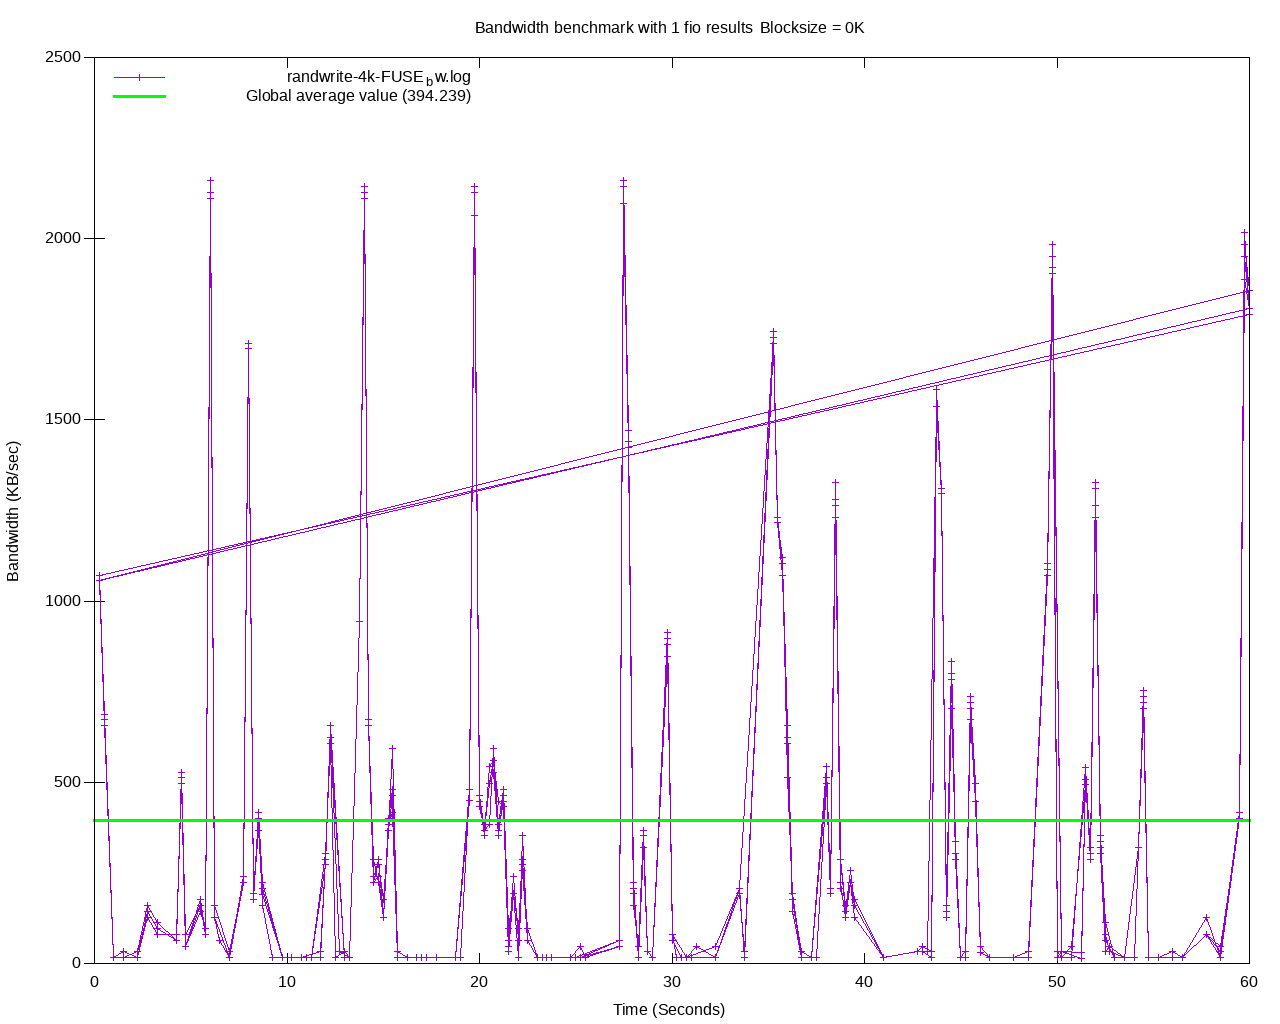 Bandwidth benchmark with 1 fio results Blocksize = 0K
2500
2000
1500
1000
500
0
Bandwidth (KB/sec)
randwrite-4k-FUSEbw.log
Global average value (394.239)
0 10 20 30 40 50 60
Time (Seconds)